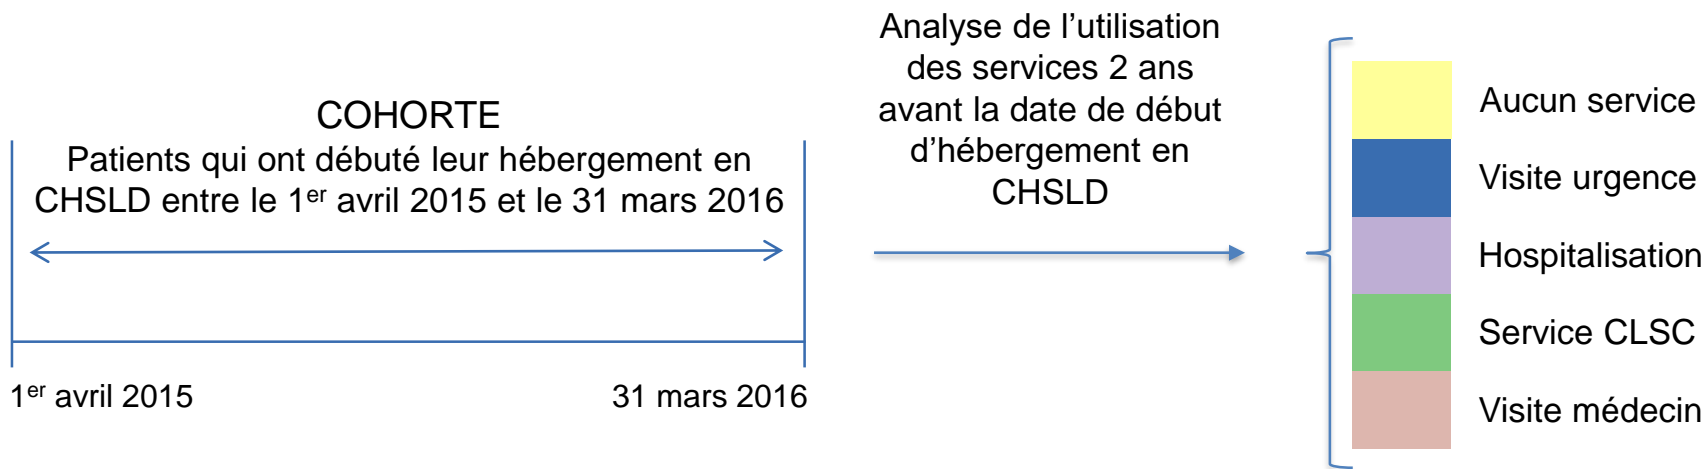 COHORTE
Patients qui ont débuté leur hébergement en
CHSLD entre le 1er avril 2015 et le 31 mars 2016
1er avril 2015
31 mars 2016
Analyse de l’utilisation
des services 2 ans
avant la date de début
d’hébergement en
CHSLD
Aucun service
Visite urgence
Hospitalisation
Service CLSC
Visite médecin